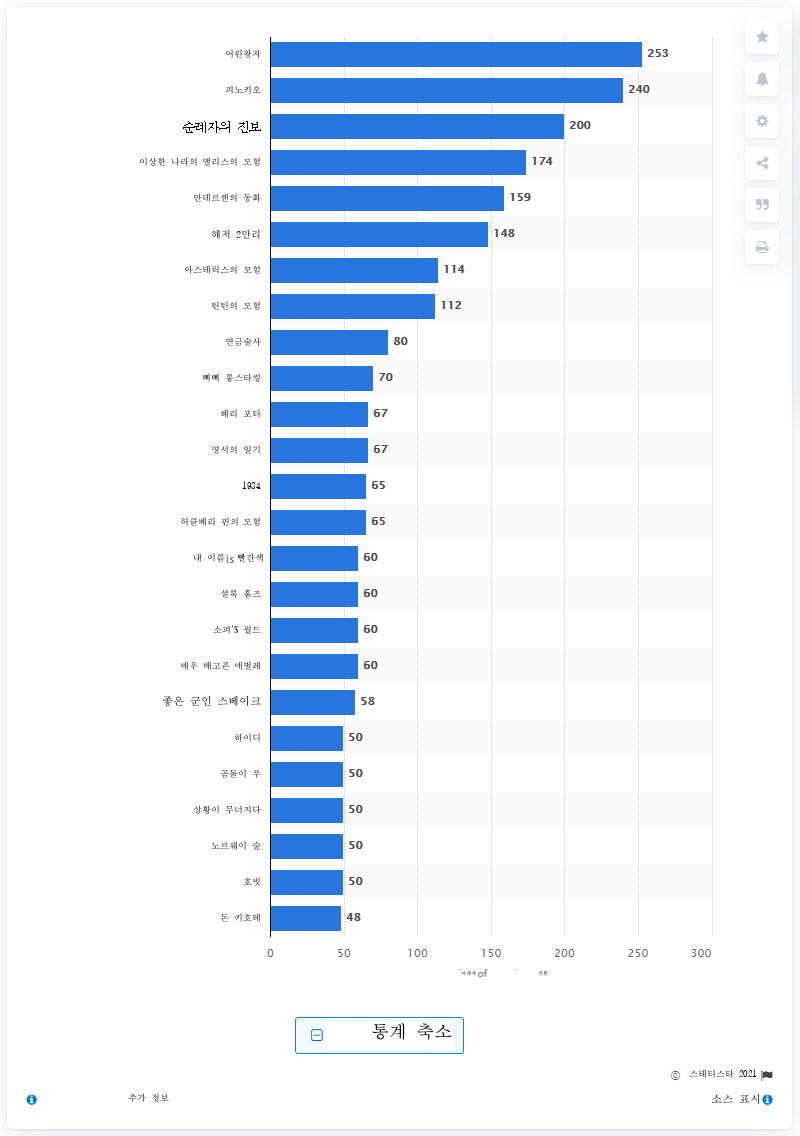 어린왕자 253
피노키오 240
순례자의 진보 200
이상한 나라의 앨리스의 모험 174
안데르센의 동화 159
해저 2만리 148
아스테릭스의 모험 114
틴틴의 모험 112
연금술사 80
삐삐 롱스타킹 70
해리 포터 67
영서의 일기 67
1984 65
허클베리 핀의 모험 65
내 이름is 빨간색 60
셜록 홈즈 60
소피'S 월드 60
매우 배고픈 애벌레 60
좋은 군인 스베이크 58
하이디 50
곰돌이 푸 50
상황이 무너지다 50
노르웨이 숲 50
호빗 50
돈 키호테 48
0 50 100 150 200 250 300
of
통계 축소
© 스태티스타 2021
추가 정보 소스 표시